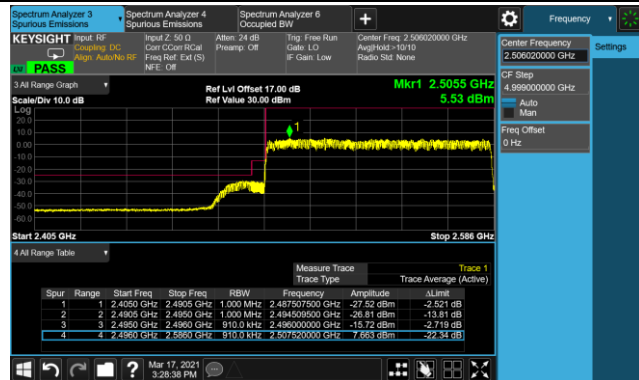 Spectrum Analyzer 3
Spurious Emissions
Spectrum Analyzer 4
Spurious Emissions
Spectrum Analyzer 6
Occupied BW
Frequency
KEYSIGHT Input: RF
Coupling: DC
Align: Auto/No RF
Input Z: 50 Ω
Corr CCorr RCal
Freq Ref: Ext (S)
NFE: Off
Atten: 24 dB
Preamp: Off
Trig: Free Run
Gate: LO
IF Gain: Low
Center Freq: 2.506020000 GHz
Avg|Hold:>10/10
Radio Std: None
PASS
Center Frequency
2.506020000 GHz
Settings
CF Step
4.999000000 GHz
Auto
Man
Freq Offset
0 Hz
3 All Range Graph
Ref Lvl Offset 17.00 dB
Mkr1 2.5055 GHz
Scale/Div 10.0 dB
Ref Value 30.00 dBm
5.53 dBm
Log
20.0
10.0
0.00
-10.0
-20.0
-30.0
-40.0
-50.0
-60.0
1
Start 2.405 GHz
Stop 2.586 GHz
4 All Range Table
Measure Trace Trace 1
Trace Type Trace Average (Active)
Spur Range Start Freq Stop Freq RBW Frequency Amplitude ΔLimit
1 1 2.4050 GHz 2.4905 GHz 1.000 MHz 2.487507500 GHz -27.52 dBm -2.521 dB
2 2 2.4905 GHz 2.4950 GHz 1.000 MHz 2.494509500 GHz -26.81 dBm -13.81 dB
3 3 2.4950 GHz 2.4960 GHz 910.0 kHz 2.496000000 GHz -15.72 dBm -2.719 dB
4 4 2.4960 GHz 2.5860 GHz 910.0 kHz 2.507520000 GHz 7.663 dBm -22.34 dB
Mar 17, 2021
3:28:38 PM